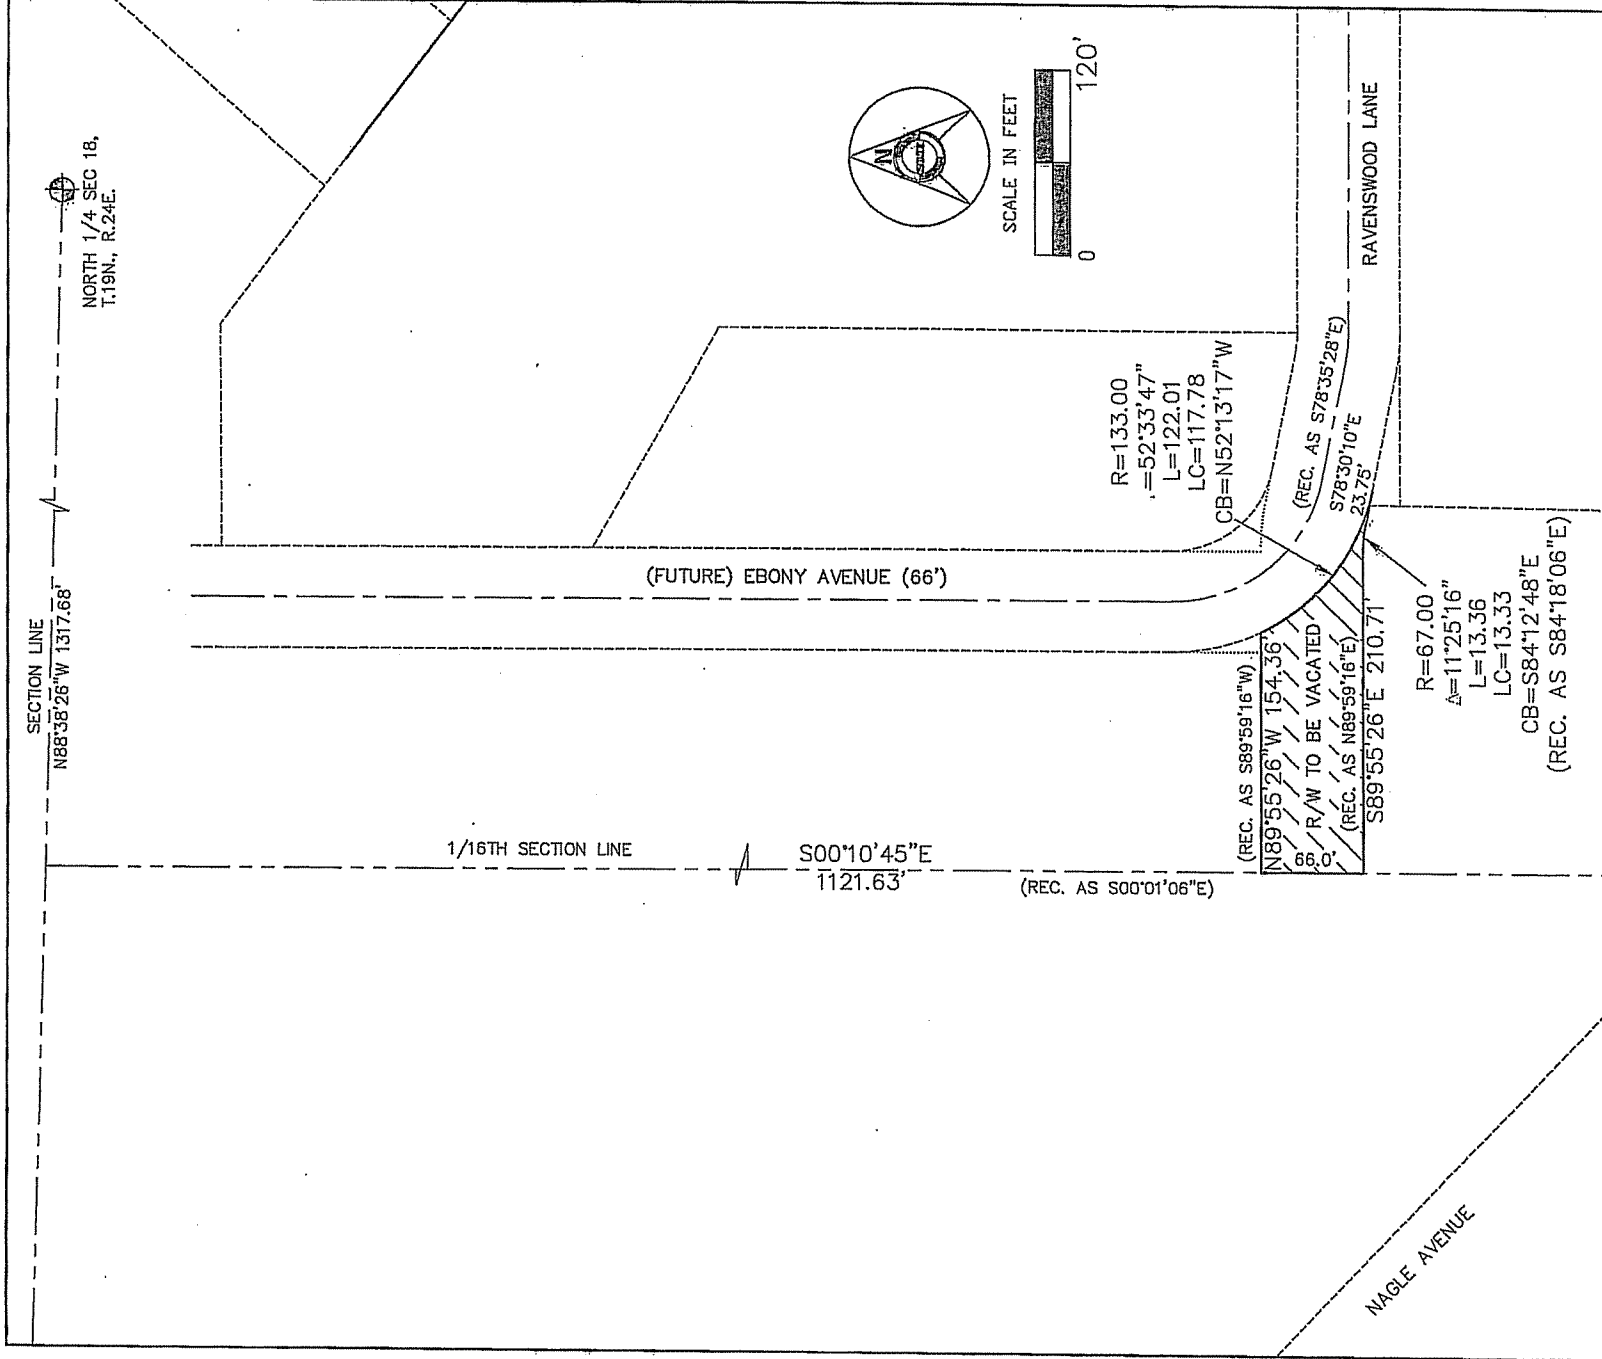 SECTION LINE
N88°38'26"W 1317.68'
NORTH 1/4 SEC 18,
T.19N., R.24E.
N
SCALE IN FEET
0
120'
RAVENSWOOD LANE
R=133.00
.=52°33'47"
L=122.01
LC=117.78
CB=N52°13'17"W
(REC. AS S78°35'28"E)
S78°30'10"E
23.75'
(FUTURE) EBONY AVENUE (66')
1/16TH SECTION LINE
S00°10'45"E
1121.63'
(REC. AS S00°01'06"E)
(REC. AS S89°59'16"W)
N89°55'26"W 154.36'
R/W TO BE VACATED
(REC. AS N89°59'16"E)
66.0'
S89°55'26"E 210.71'
R=67.00
Δ=11°25'16"
L=13.36
LC=13.33
CB=S84°12'48"E
(REC. AS S84°18'06"E)
NAGLE AVENUE